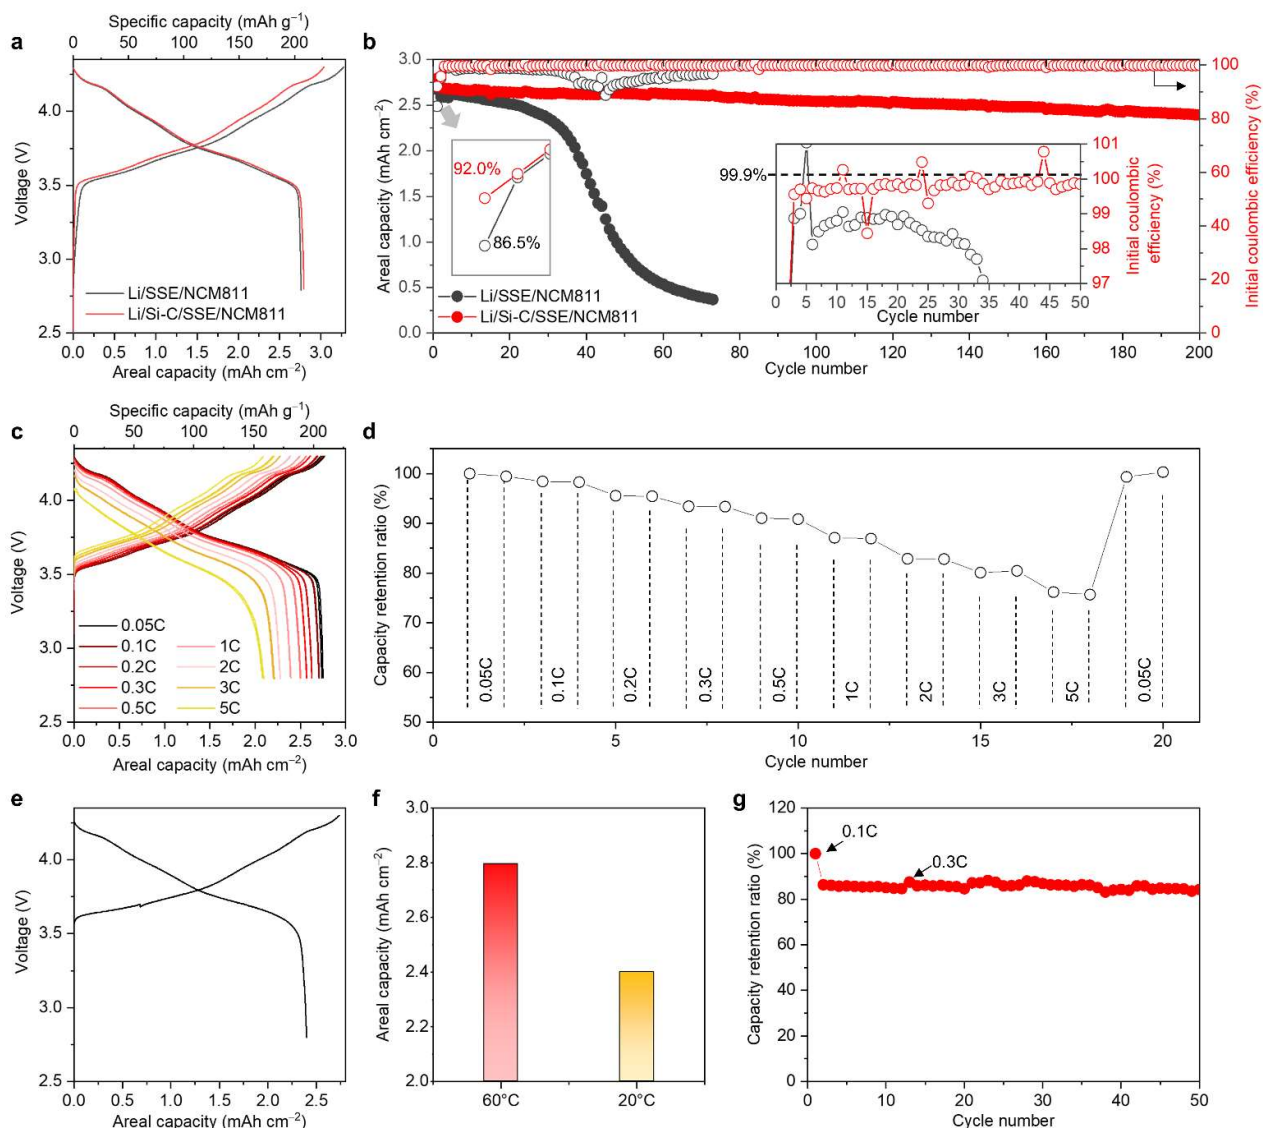 a
Specific capacity (mAh g⁻¹)
0 50 100 150 200
4.0
3.5
3.0
2.5
Voltage (V)
Li/SSE/NCM811
Li/Si-C/SSE/NCM811
0.0 0.5 1.0 1.5 2.0 2.5 3.0
Areal capacity (mAh cm⁻²)
b
3.0
2.5
2.0
1.5
1.0
0.5
0.0
Areal capacity (mAh cm⁻²)
92.0%
86.5%
Li/SSE/NCM811
Li/Si-C/SSE/NCM811
99.9%
101
100
99
98
97
Initial coulombic
efficiency (%)
0 5 10 15 20 25 30 35 40 45 50
Cycle number
100
80
60
40
20
0
Initial coulombic efficiency (%)
0 20 40 60 80 100 120 140 160 180 200
Cycle number
c
Specific capacity (mAh g⁻¹)
0 50 100 150 200
4.0
3.5
3.0
2.5
Voltage (V)
0.05C
0.1C 1C
0.2C 2C
0.3C 3C
0.5C 5C
0.0 0.5 1.0 1.5 2.0 2.5 3.0
Areal capacity (mAh cm⁻²)
d
100
90
80
70
60
50
Capacity retention ratio (%)
0.05C 0.1C 0.2C 0.3C 0.5C 1C 2C 3C 5C 0.05C
0 5 10 15 20
Cycle number
e
4.0
3.5
3.0
2.5
Voltage (V)
0.0 0.5 1.0 1.5 2.0 2.5
Areal capacity (mAh cm⁻²)
f
3.0
2.8
2.6
2.4
2.2
2.0
Areal capacity (mAh cm⁻²)
60°C 20°C
g
120
100
80
60
40
20
0
Capacity retention ratio (%)
0.1C
0.3C
0 10 20 30 40 50
Cycle number